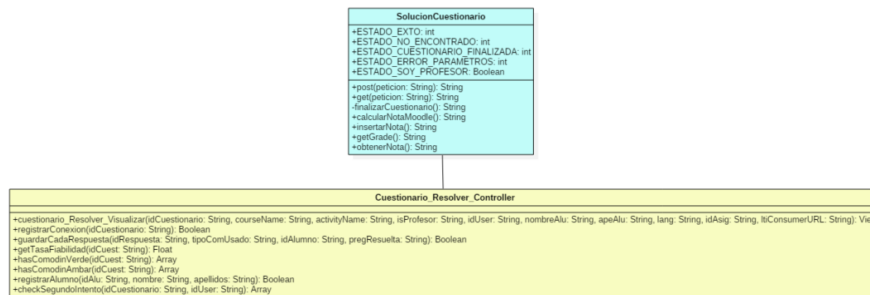 SolucionCuestionario
+ESTADO_EXTO: int
+ESTADO_NO_ENCONTRADO: int
+ESTADO_CUESTIONARIO_FINALIZADA: int
+ESTADO_ERROR_PARAMETROS: int
+ESTADO_SOY_PROFESOR: Boolean
+post(peticion: String): String
+get(peticion: String): String
-finalizarCuestionario(): String
+calcularNotaMoodle(): String
+insertarNota(): String
+getGrade(): String
+obtenerNota(): String
Cuestionario_Resolver_Controller
+cuestionario_Resolver_Visualizar(idCuestionario: String, courseName: String, activityName: String, isProfesor: String, idUser: String, nombreAlu: String, apeAlu: String, lang: String, idAsig: String, ltiConsumerURL: String): Vie
+registrarConexion(idCuestionario: String): Boolean
+guardarCadaRespuesta(idRespuesta: String, tipoComUsado: String, idAlumno: String, pregResuelta: String): Boolean
+getTasaFiabilidad(idCuest: String): Float
+hasComodinVerde(idCuest: String): Array
+hasComodinAmbar(idCuest: String): Array
+registrarAlumno(idAlu: String, nombre: String, apellidos: String): Boolean
+checkSegundoIntento(idCuestionario: String, idUser: String): Array